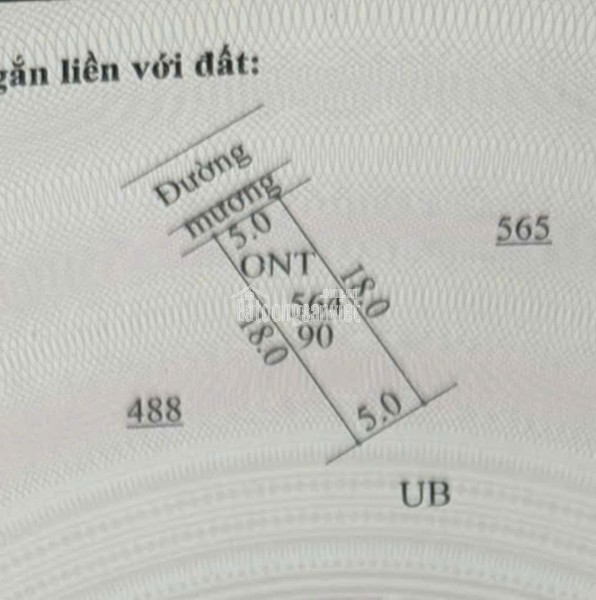 gắn liền với đất:
Đường
mương
5.0
565
ONT
18.0
564
18.0
90
488
5.0
UB